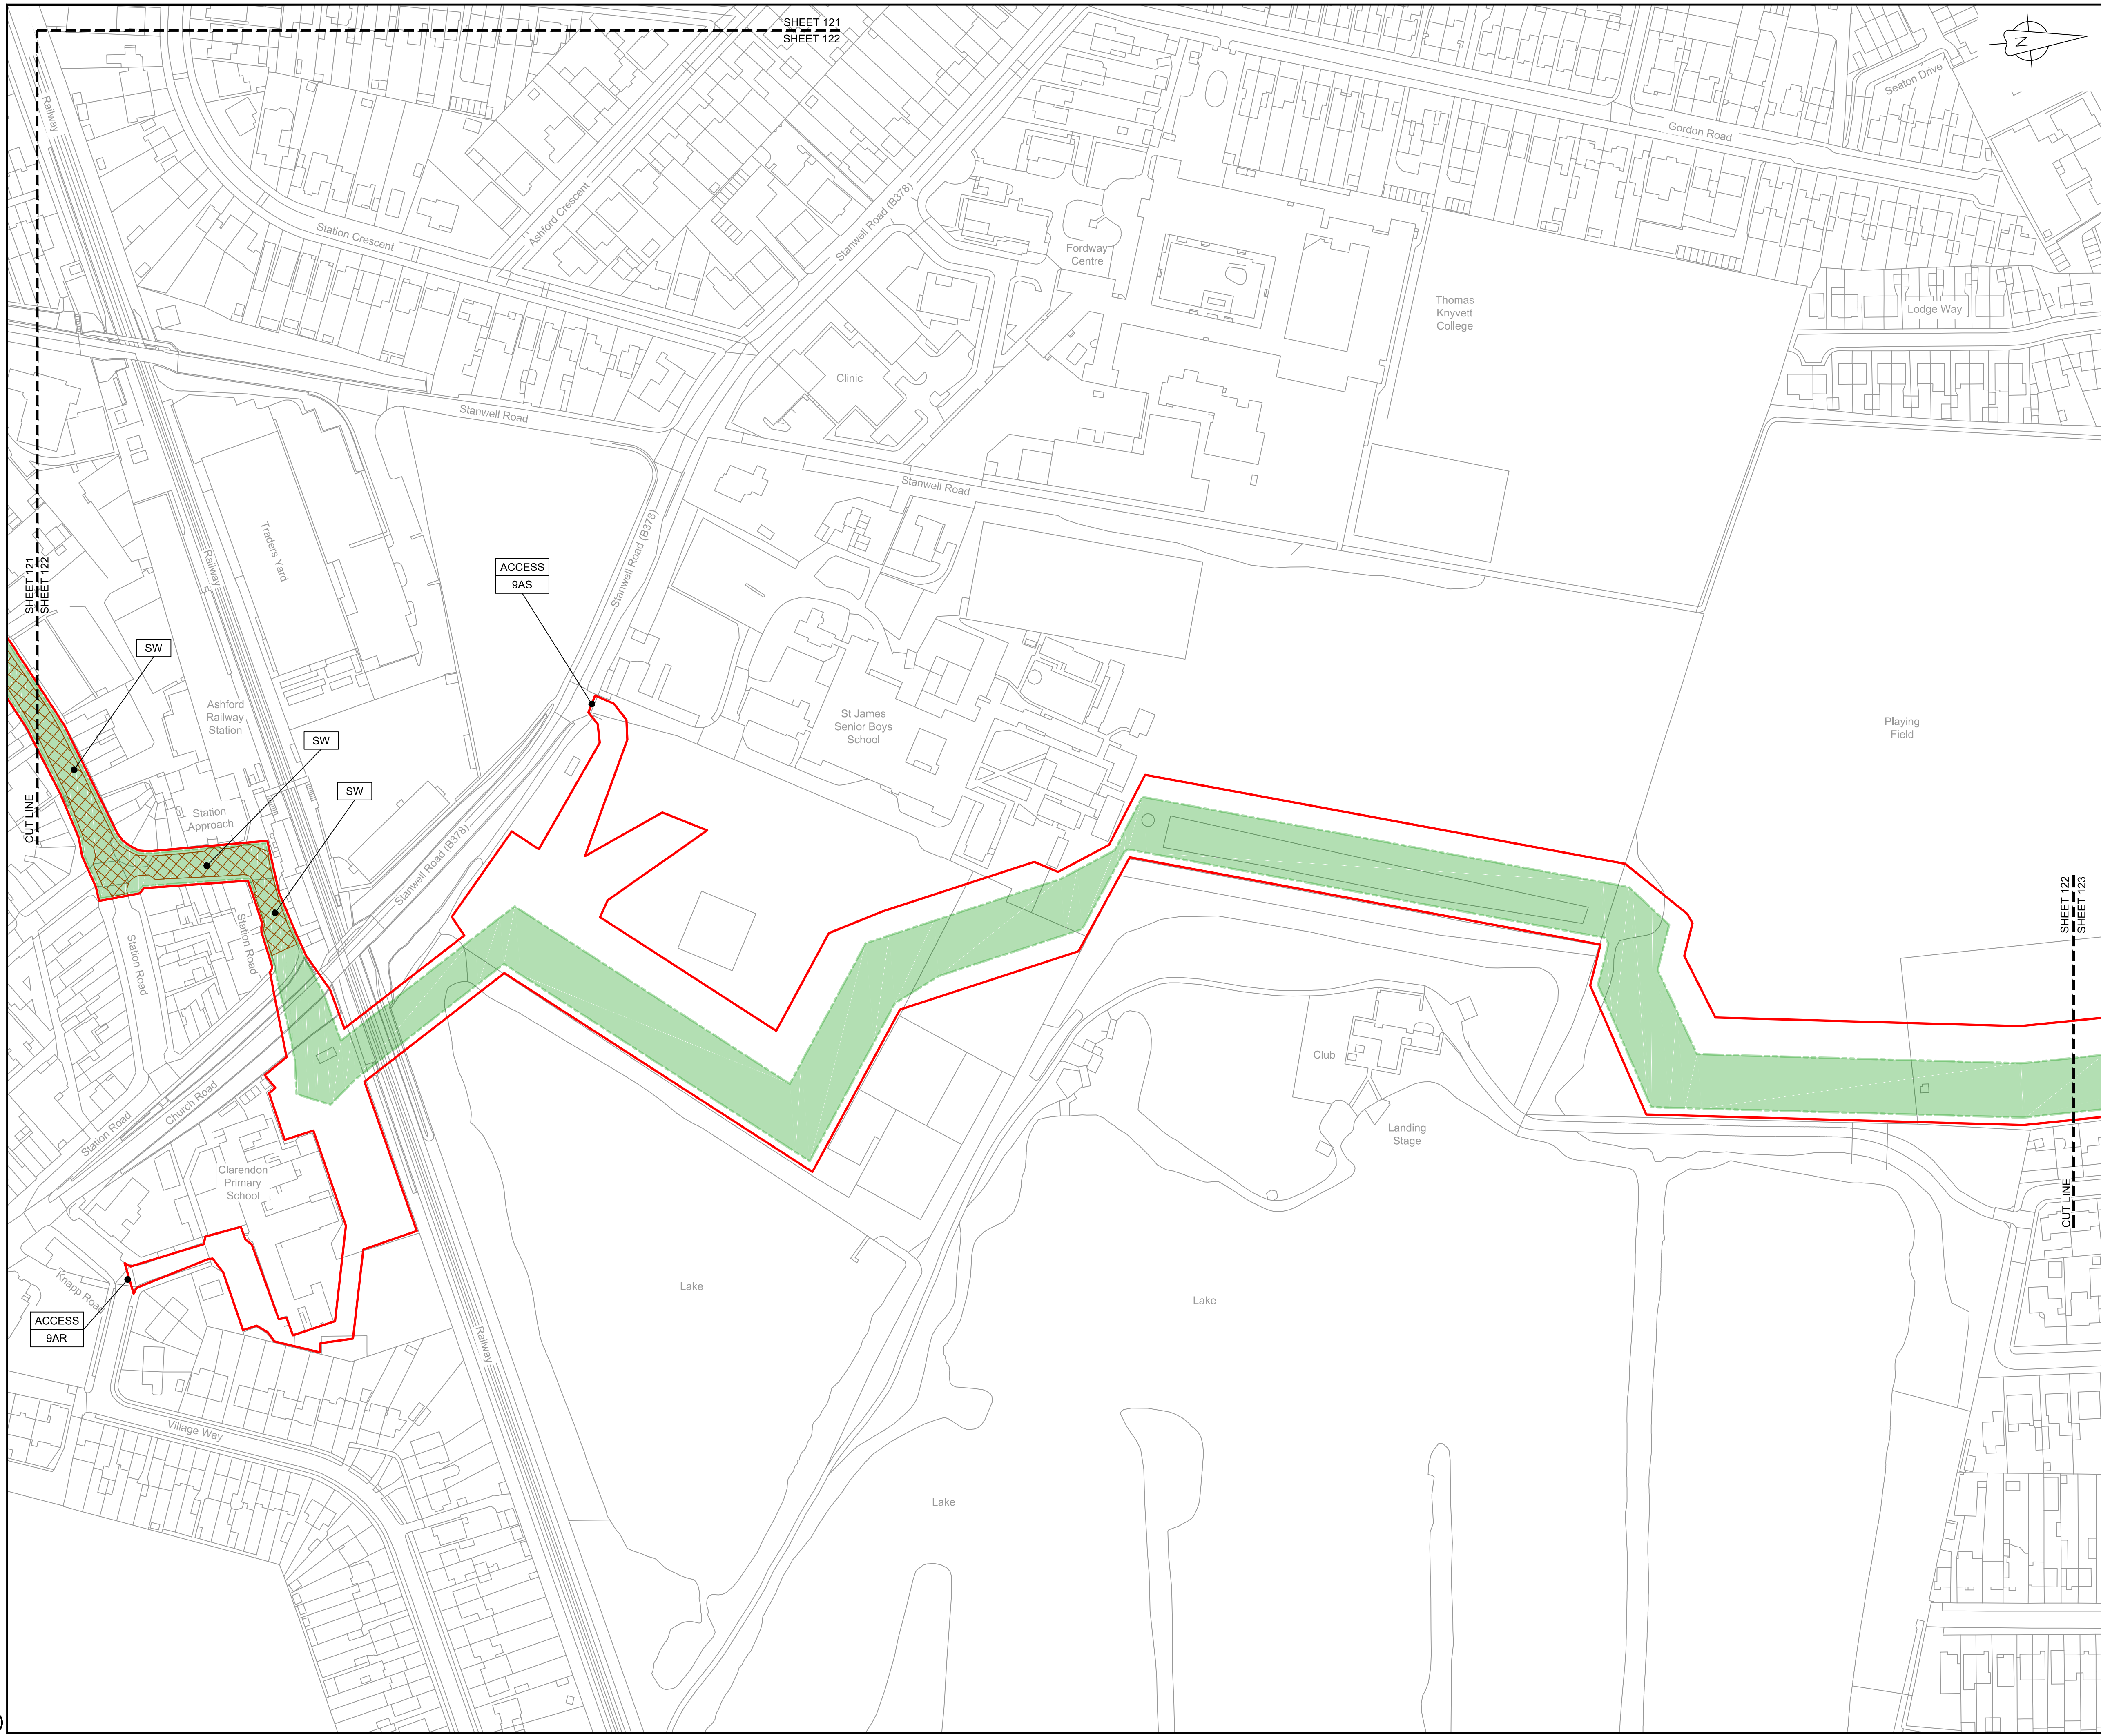 SHEET 121
SHEET 122
N
Seaton Drive
Railway
Gordon Road
Ashford Crescent
Stanwell Road (B378)
Station Crescent
Fordway
Centre
Thomas
Knyvett
College
Lodge Way
Clinic
Stanwell Road
Stanwell Road
Traders Yard
Railway
SHEET 121
SHEET 122
ACCESS
9AS
Stanwell Road (B378)
SW
Ashford
Railway
Station
SW
St James
Senior Boys
School
Playing
Field
SW
CUT LINE
Station
Approach
Stanwell Road (B378)
SHEET 122
SHEET 123
Station Road
Station Road
Club
Church Road
Station Road
Landing
Stage
Clarendon
Primary
School
CUT LINE
Knapp Road
Lake
Lake
ACCESS
9AR
Railway
Village Way
Lake